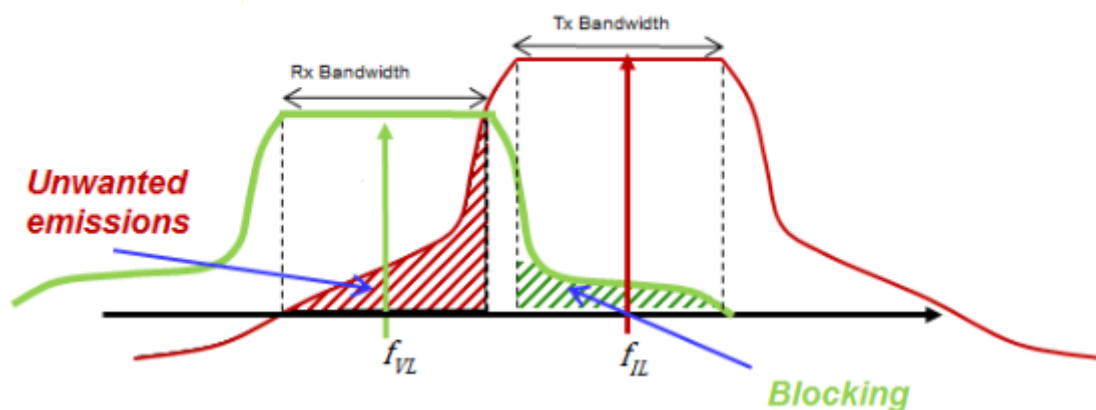 Tx Bandwidth
Rx Bandwidth
Unwanted
emissions
f_VL
f_IL
Blocking